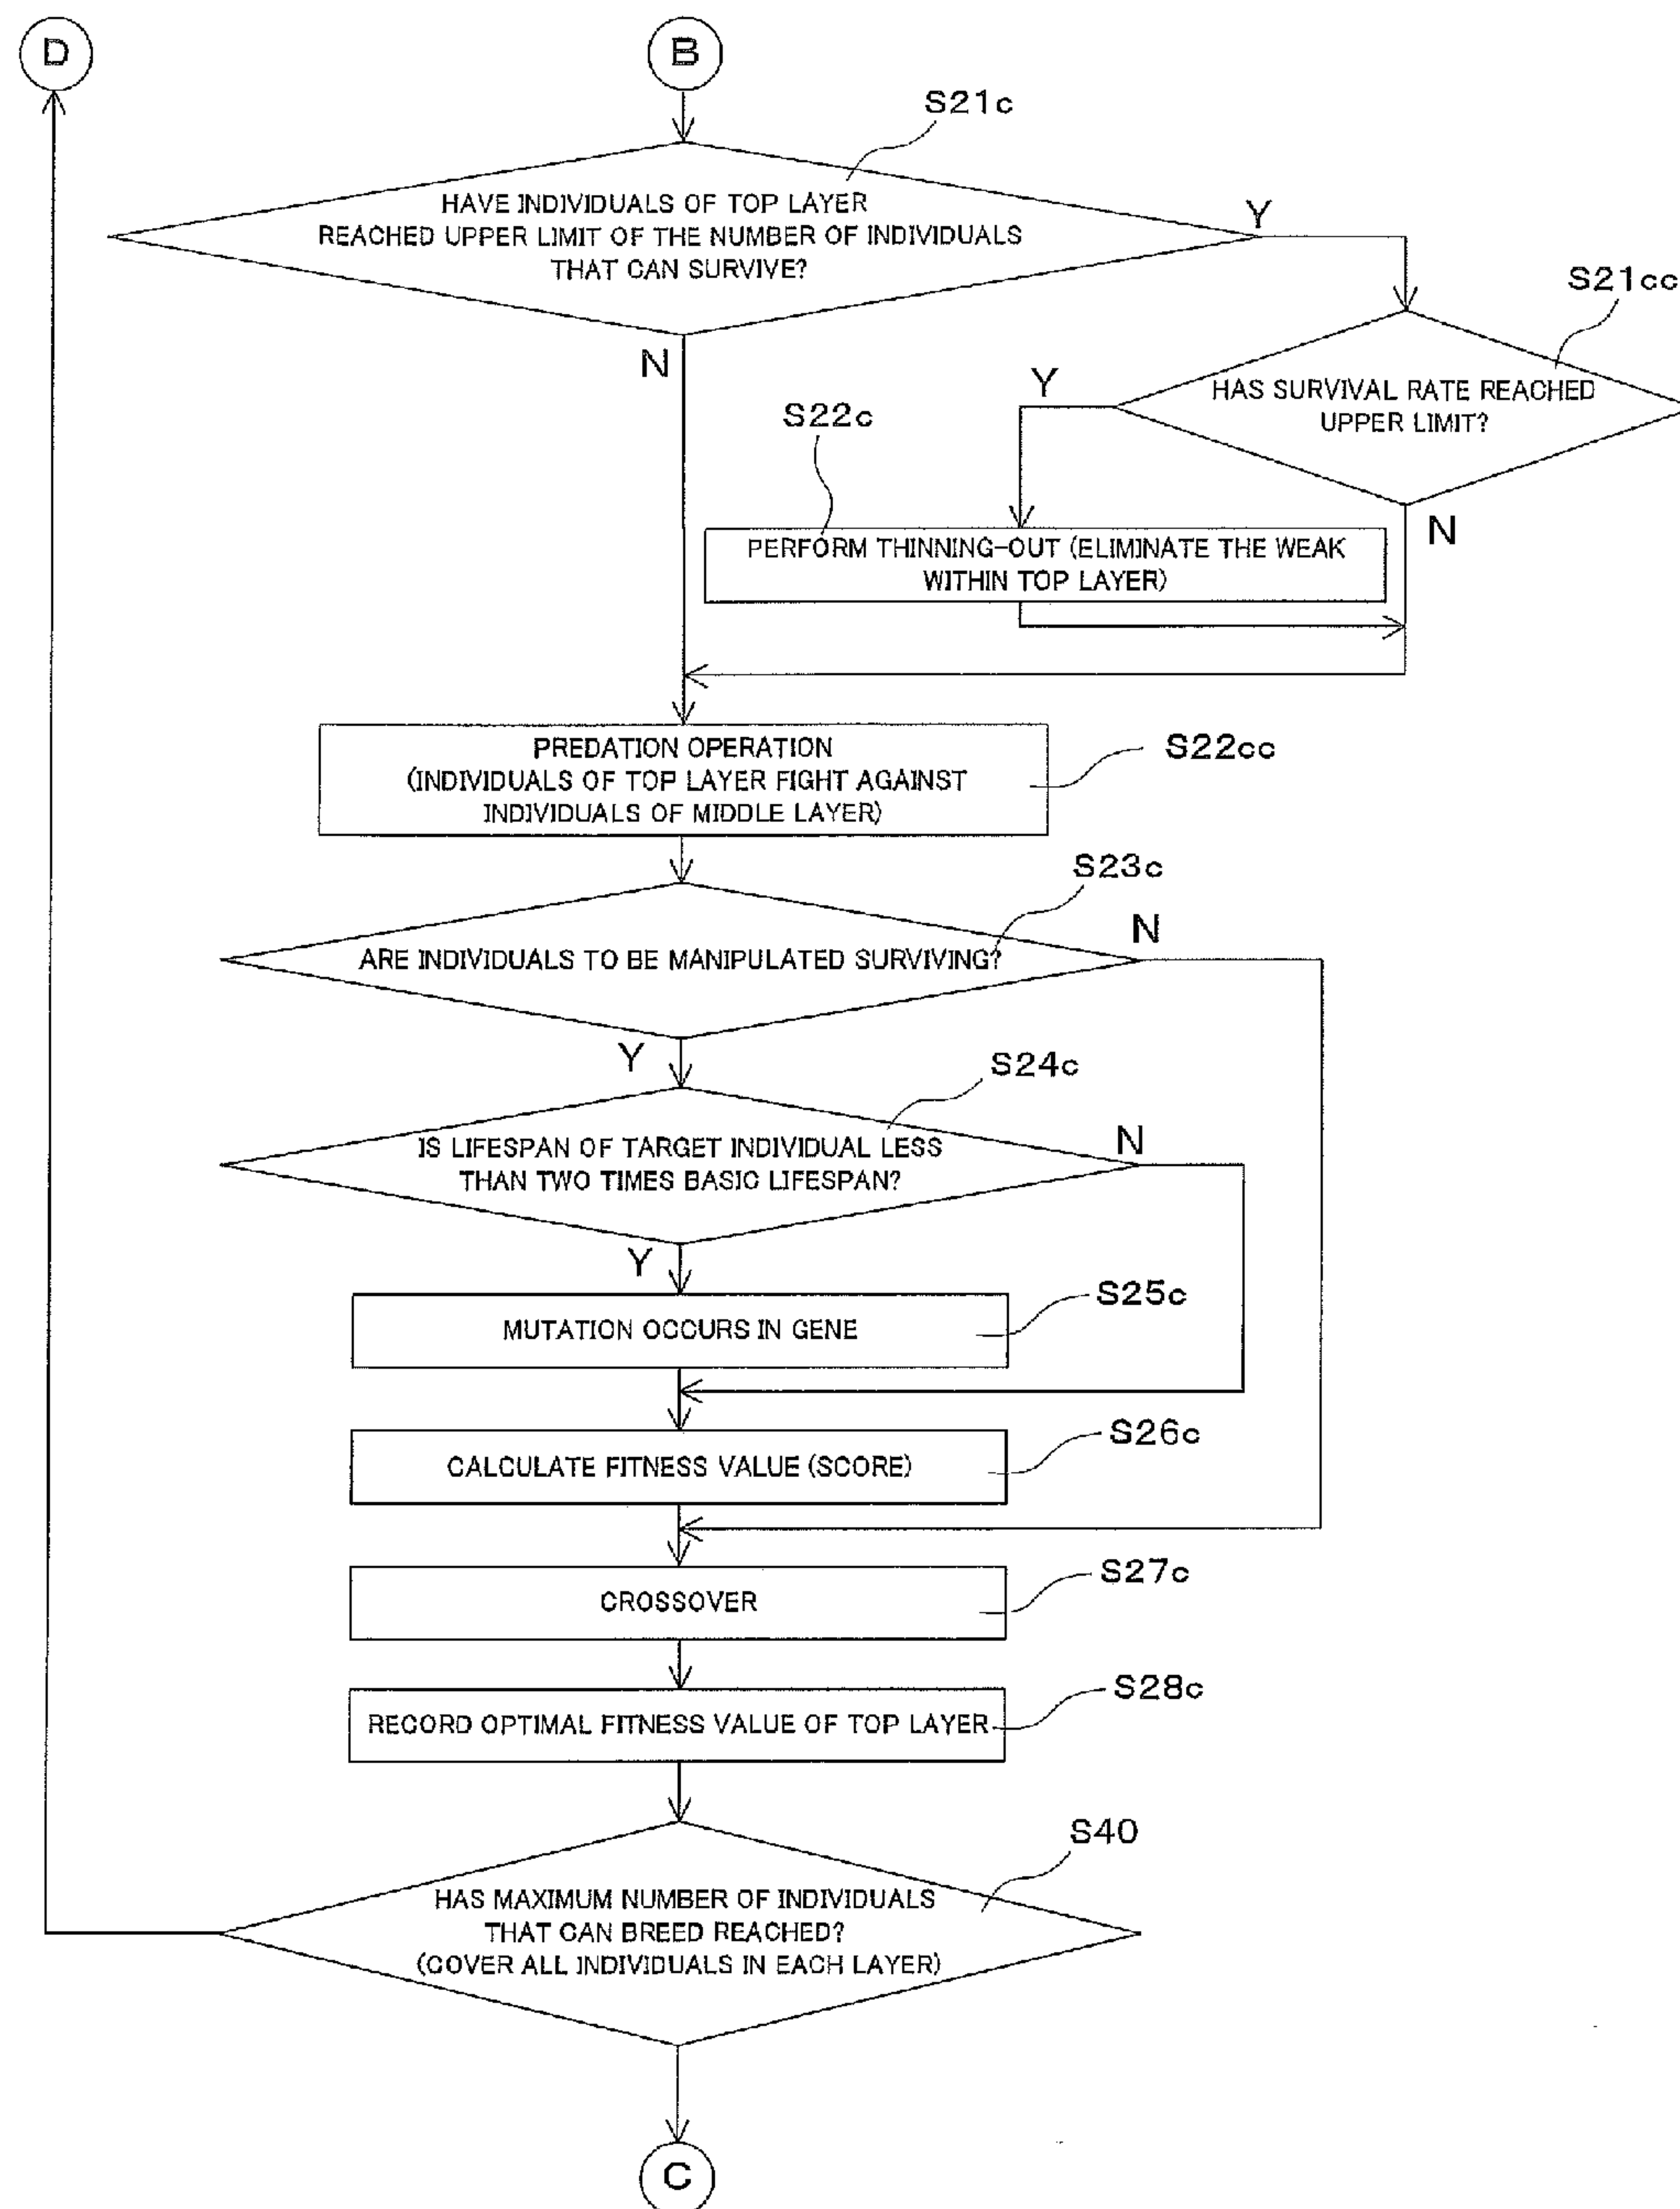 D
B
S21c
HAVE INDIVIDUALS OF TOP LAYER
REACHED UPPER LIMIT OF THE NUMBER OF INDIVIDUALS
THAT CAN SURVIVE?
Y
N
S21cc
HAS SURVIVAL RATE REACHED
UPPER LIMIT?
Y
N
S22c
PERFORM THINNING-OUT (ELIMINATE THE WEAK
WITHIN TOP LAYER)
PREDATION OPERATION
(INDIVIDUALS OF TOP LAYER FIGHT AGAINST
INDIVIDUALS OF MIDDLE LAYER)
S22cc
S23c
ARE INDIVIDUALS TO BE MANIPULATED SURVIVING?
N
Y
S24c
IS LIFESPAN OF TARGET INDIVIDUAL LESS
THAN TWO TIMES BASIC LIFESPAN?
N
Y
S25c
MUTATION OCCURS IN GENE
S26c
CALCULATE FITNESS VALUE (SCORE)
S27c
CROSSOVER
S28c
RECORD OPTIMAL FITNESS VALUE OF TOP LAYER
S40
HAS MAXIMUM NUMBER OF INDIVIDUALS
THAT CAN BREED REACHED?
(COVER ALL INDIVIDUALS IN EACH LAYER)
C